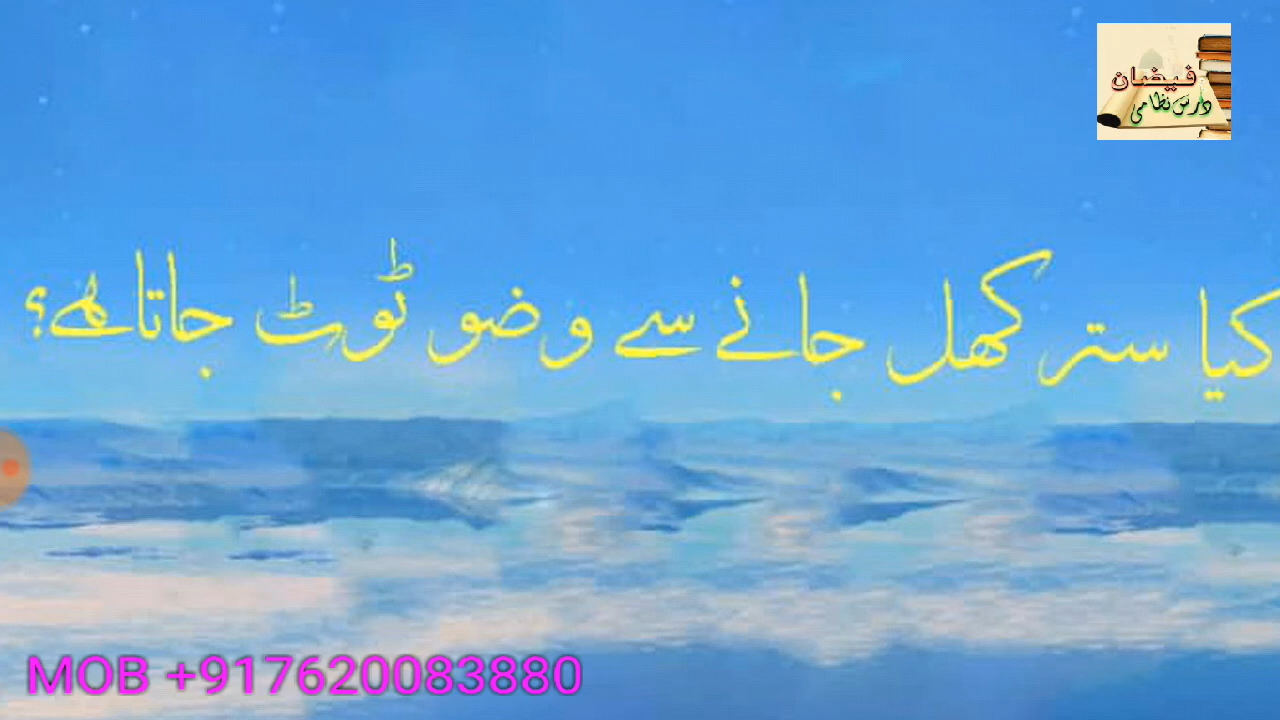 فیضان
درس نظامی
کیا ستر کھل جانے سے وضو ٹوٹ جاتا ہے؟
MOB +917620083880